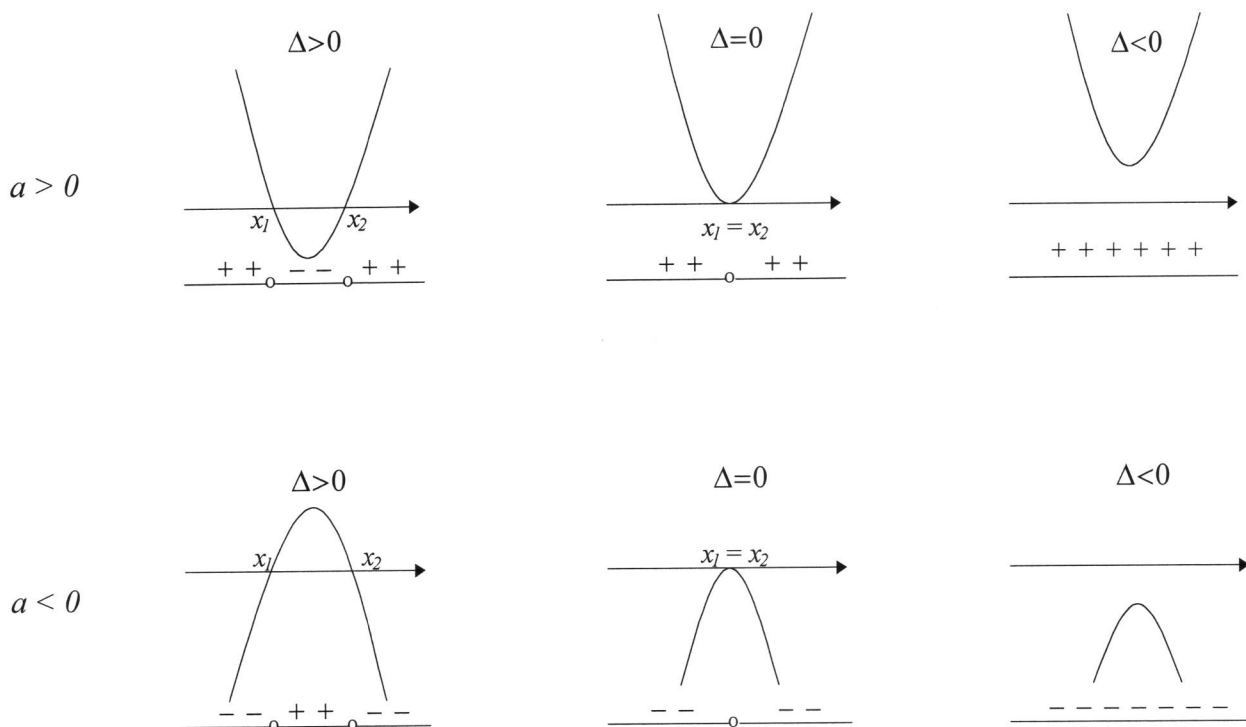 Δ>0 Δ=0 Δ<0
a > 0
x₁ x₂ x₁ = x₂
+ + – – + + + + + + + + + + + +
o o o
Δ>0 Δ=0 Δ<0
x₁ x₂ x₁ = x₂
a < 0
– – + + – – – – – – – – – – – – –
o o o